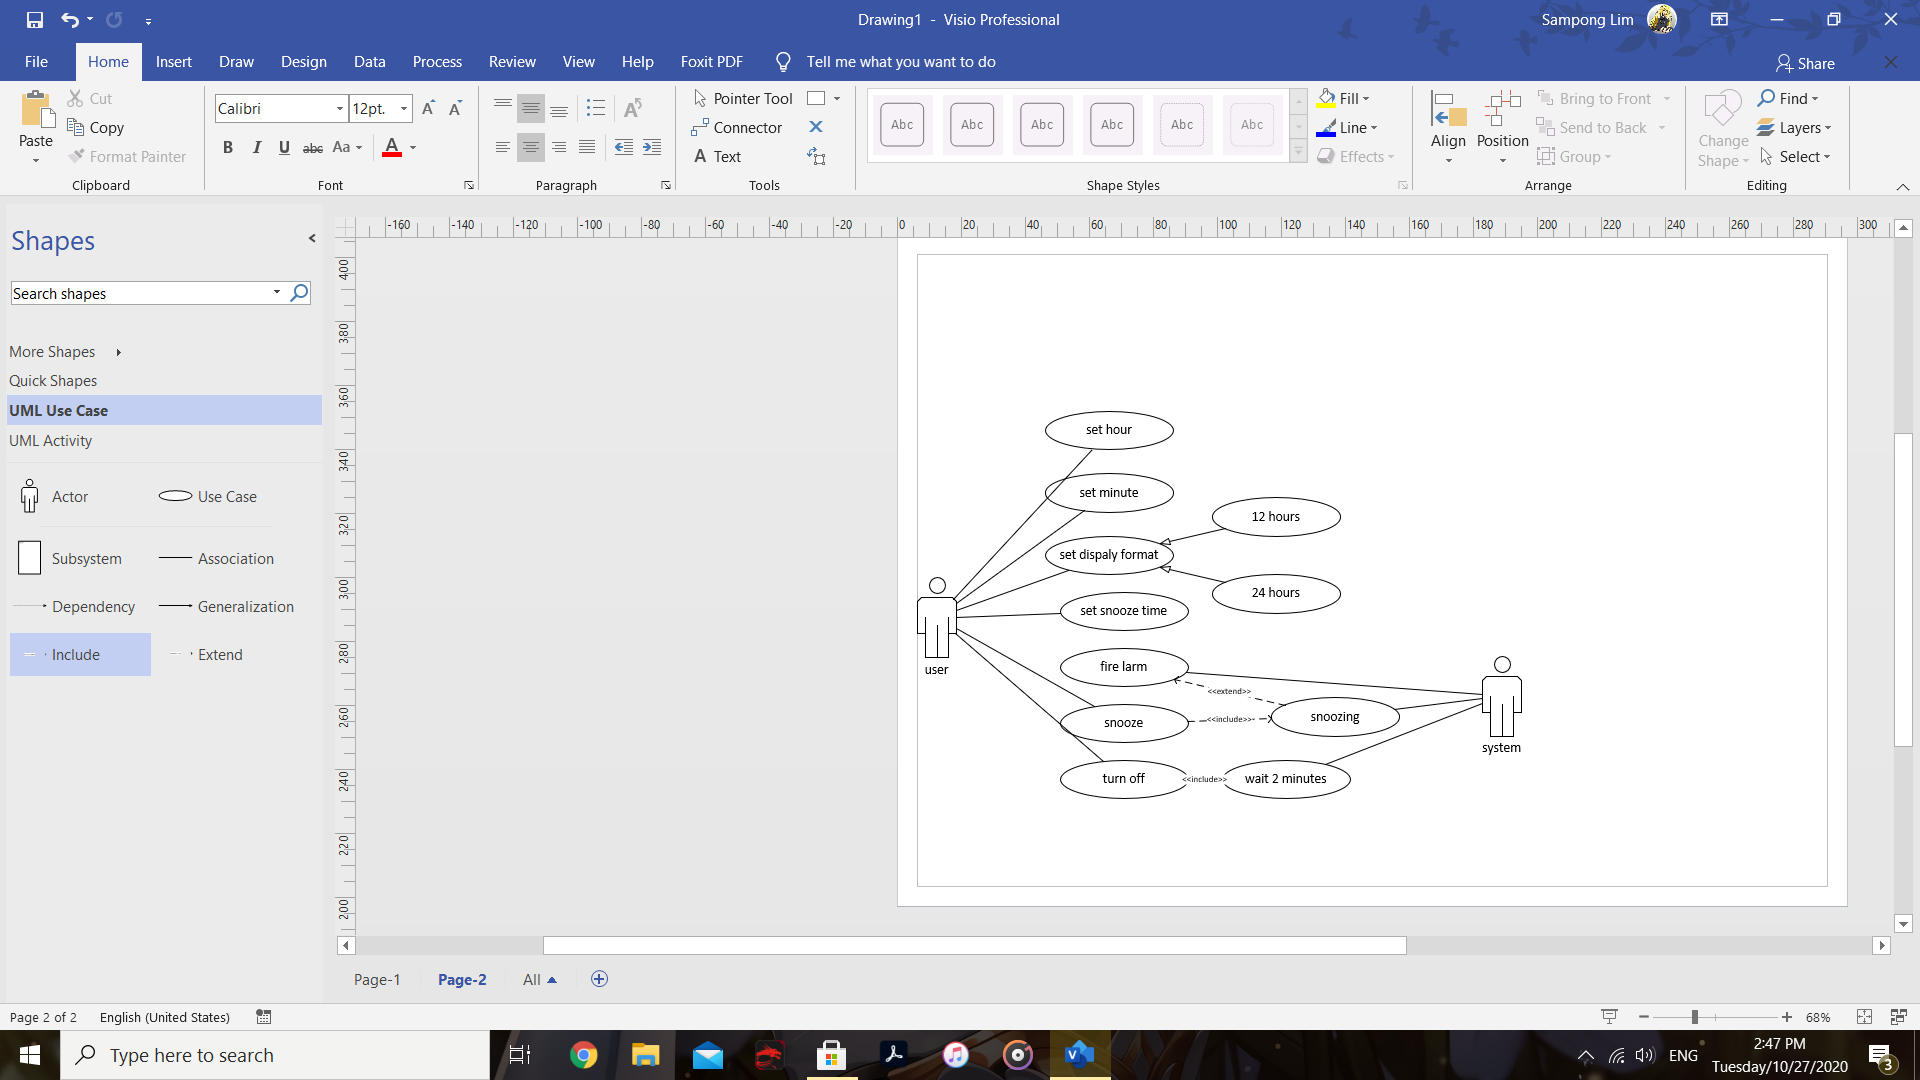 Drawing1 - Visio Professional
Sampong Lim
File Home Insert Draw Design Data Process Review View Help Foxit PDF Tell me what you want to do Share
Paste
Cut
Copy
Format Painter
Clipboard
Calibri 12pt.
B I U abc Aa A
Font
Paragraph
Pointer Tool
Connector
A Text
Tools
Abc Abc Abc Abc Abc Abc
Shape Styles
Fill
Line
Effects
Align Position
Bring to Front
Send to Back
Group
Arrange
Change Shape
Find
Layers
Select
Editing
Shapes
Search shapes
More Shapes
Quick Shapes
UML Use Case
UML Activity
Actor Use Case
Subsystem Association
Dependency Generalization
Include Extend
-160 -140 -120 -100 -80 -60 -40 -20 0 20 40 60 80 100 120 140 160 180 200 220 240 260 280 300
400
380
360
340
320
300
280
260
240
220
200
set hour
set minute
12 hours
set dispaly format
24 hours
set snooze time
user
fire larm
<<extend>>
snooze
<<include>>
snoozing
system
turn off
<<include>>
wait 2 minutes
Page-1 Page-2 All
Page 2 of 2 English (United States) 68%
Type here to search
ENG
2:47 PM
Tuesday/10/27/2020
3